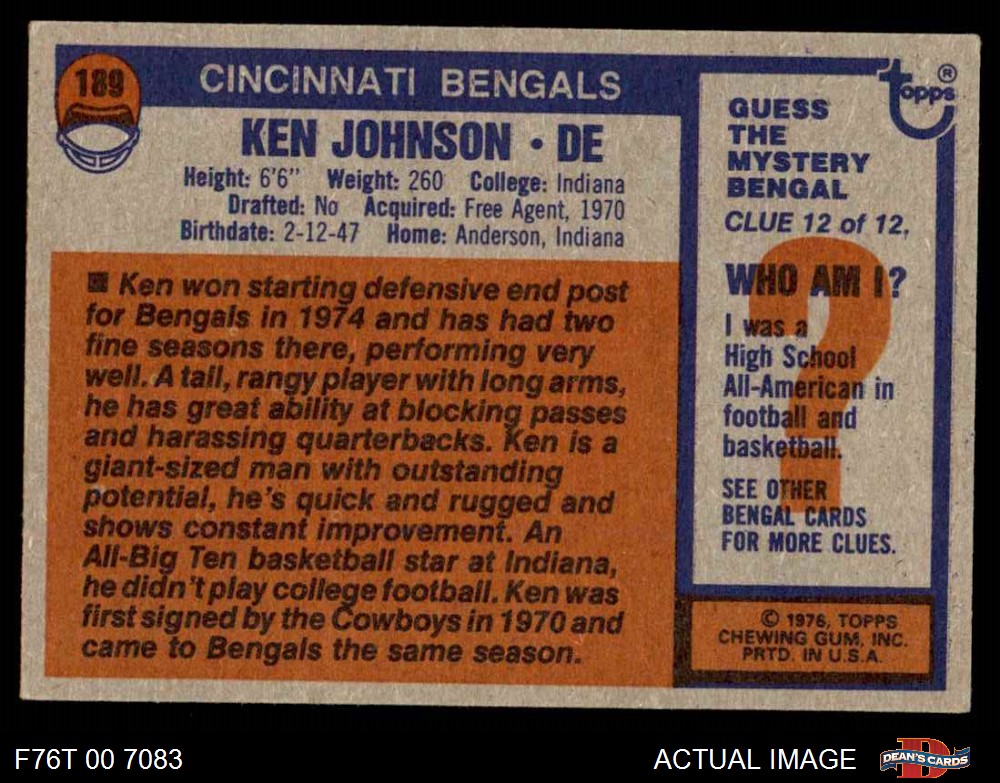 189
CINCINNATI BENGALS
KEN JOHNSON • DE
Height: 6'6" Weight: 260 College: Indiana
Drafted: No Acquired: Free Agent, 1970
Birthdate: 2-12-47 Home: Anderson, Indiana
■ Ken won starting defensive end post
for Bengals in 1974 and has had two
fine seasons there, performing very
well. A tall, rangy player with long arms,
he has great ability at blocking passes
and harassing quarterbacks. Ken is a
giant-sized man with outstanding
potential, he's quick and rugged and
shows constant improvement. An
All-Big Ten basketball star at Indiana,
he didn't play college football. Ken was
first signed by the Cowboys in 1970 and
came to Bengals the same season.
topps ®
GUESS
THE
MYSTERY
BENGAL
CLUE 12 of 12.
WHO AM I?
I was a
High School
All-American in
football and
basketball.
SEE OTHER
BENGAL CARDS
FOR MORE CLUES.
© 1976, TOPPS
CHEWING GUM, INC.
PRTD. IN U.S.A.
F76T 00 7083
ACTUAL IMAGE
DEAN'S CARDS